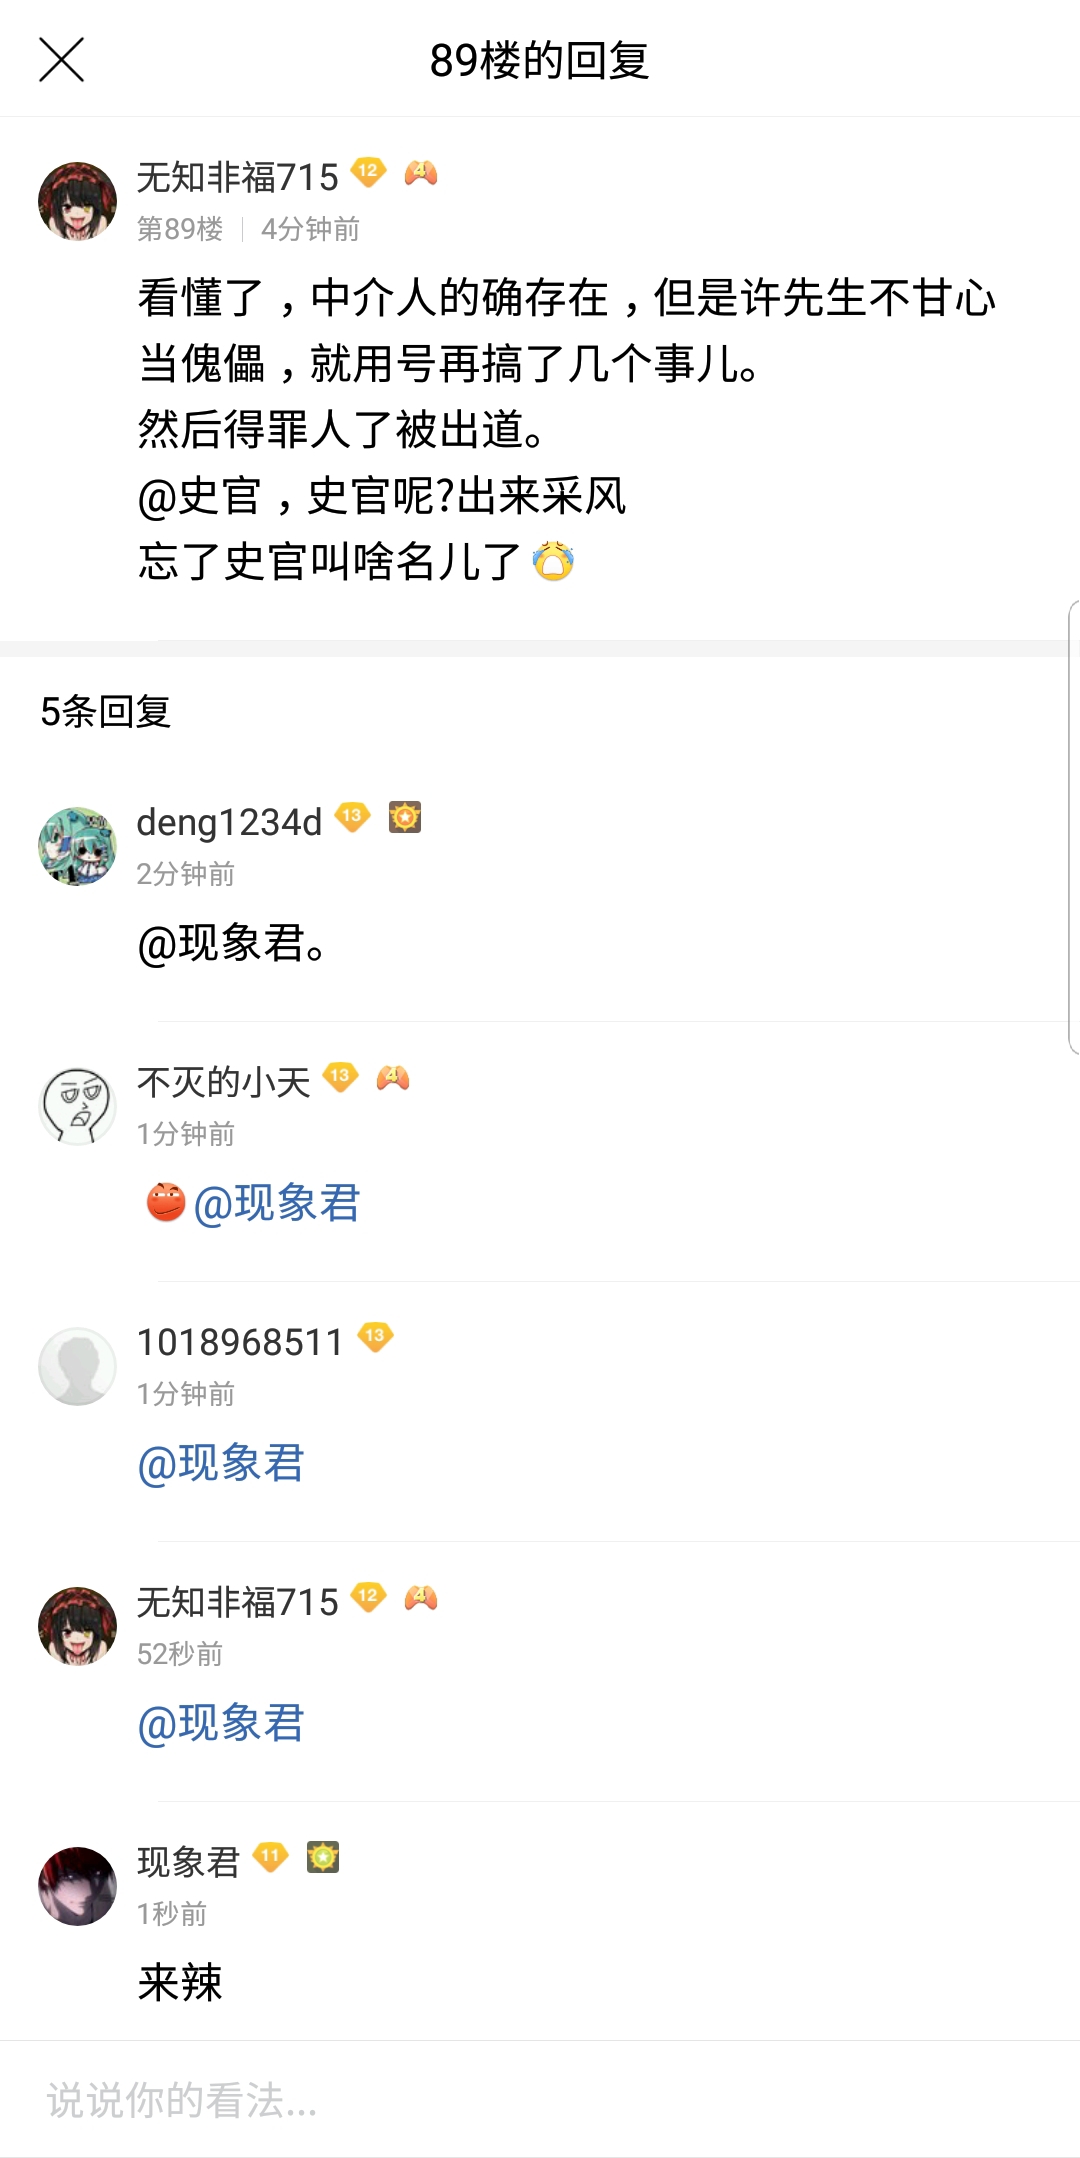 89楼的回复
无知非福715 12 4
第89楼 4分钟前
看懂了，中介人的确存在，但是许先生不甘心
当傀儡，就用号再搞了几个事儿。
然后得罪人了被出道。
@史官，史官呢?出来采风
忘了史官叫啥名儿了
5条回复
deng1234d 13
2分钟前
@现象君。
不灭的小天 13 4
1分钟前
@现象君
1018968511 13
1分钟前
@现象君
无知非福715 12 4
52秒前
@现象君
现象君 11
1秒前
来辣
说说你的看法...